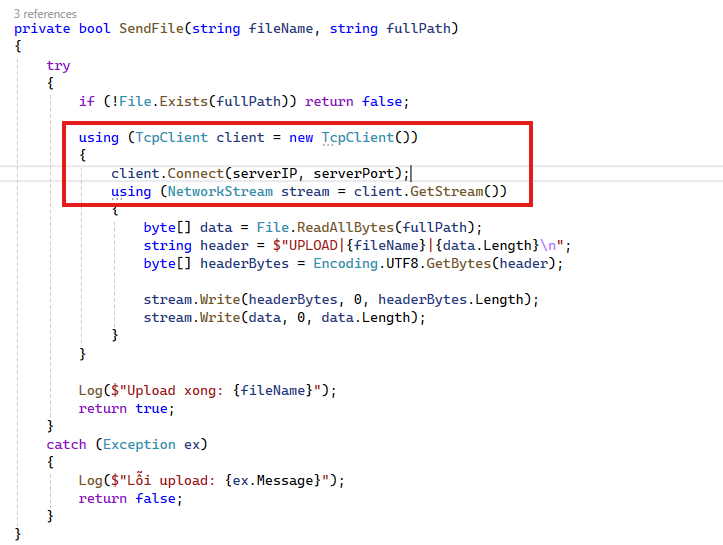 3 references
private bool SendFile(string fileName, string fullPath)
{
try
{
if (!File.Exists(fullPath)) return false;
using (TcpClient client = new TcpClient())
{
client.Connect(serverIP, serverPort);
using (NetworkStream stream = client.GetStream())
{
byte[] data = File.ReadAllBytes(fullPath);
string header = $"UPLOAD|{fileName}|{data.Length}\n";
byte[] headerBytes = Encoding.UTF8.GetBytes(header);
stream.Write(headerBytes, 0, headerBytes.Length);
stream.Write(data, 0, data.Length);
}
}
Log($"Upload xong: {fileName}");
return true;
}
catch (Exception ex)
{
Log($"Lỗi upload: {ex.Message}");
return false;
}
}